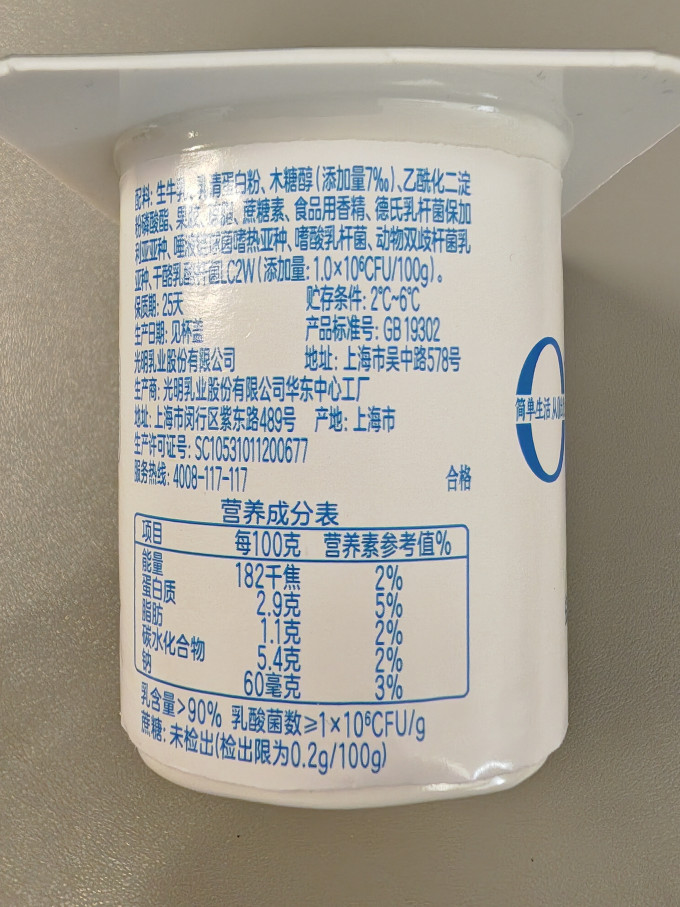 配料: 生牛乳、乳清蛋白粉、木糖醇(添加量7‰)、乙酰化二淀
粉磷酸酯、果胶、琼脂、蔗糖素、食品用香精、德氏乳杆菌保加
利亚亚种、唾液链球菌嗜热亚种、嗜酸乳杆菌、动物双歧杆菌乳
亚种、干酪乳酪杆菌LC2W(添加量: 1.0×10⁶CFU/100g)。
保质期: 25天 贮存条件: 2℃~6℃
生产日期: 见杯盖 产品标准号: GB 19302
光明乳业股份有限公司 地址: 上海市吴中路578号
生产商: 光明乳业股份有限公司华东中心工厂
地址: 上海市闵行区紫东路489号 产地: 上海市
生产许可证号: SC10531011200677
服务热线: 4008-117-117
合格
营养成分表
项目 每100克 营养素参考值%
能量 182千焦 2%
蛋白质 2.9克 5%
脂肪 1.1克 2%
碳水化合物 5.4克 2%
钠 60毫克 3%
乳含量>90% 乳酸菌数≥1×10⁶CFU/g
蔗糖: 未检出(检出限为0.2g/100g)
简单生活 从